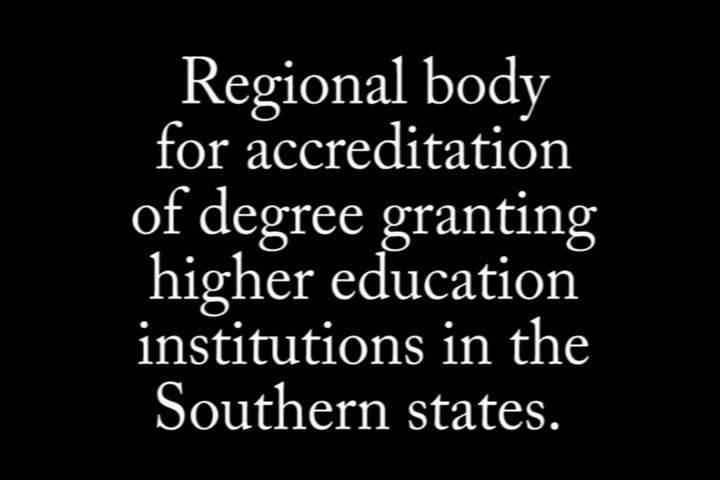 Regional body
for accreditation
of degree granting
higher education
institutions in the
Southern states.